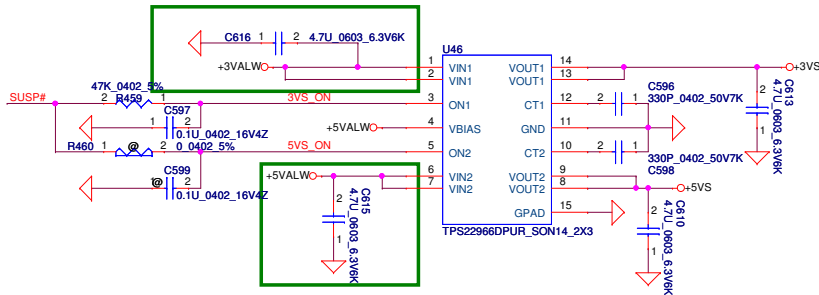 C616 1 2 4.7U_0603_6.3V6K
U46
+3VALW 1 VIN1 VOUT1 14 +3VS
2 VIN1 VOUT1 13
47K_0402_5%
SUSP# 2 R459 1 3VS_ON 3 ON1 CT1 12 2 1 C596
330P_0402_50V7K
C597
1 2 0.1U_0402_16V4Z
+5VALW 4 VBIAS GND 11
R460 1 @ 2 0_0402_5% 5VS_ON 5 ON2 CT2 10 2 1
330P_0402_50V7K
C598
C599
1@ 2 0.1U_0402_16V4Z
+5VALW 6 VIN2 VOUT2 9
7 VIN2 VOUT2 8 +5VS
GPAD 15
TPS22966DPUR_SON14_2X3
2 1 C615
4.7U_0603_6.3V6K
2 1 C613
4.7U_0603_6.3V6K
2 1 C610
4.7U_0603_6.3V6K